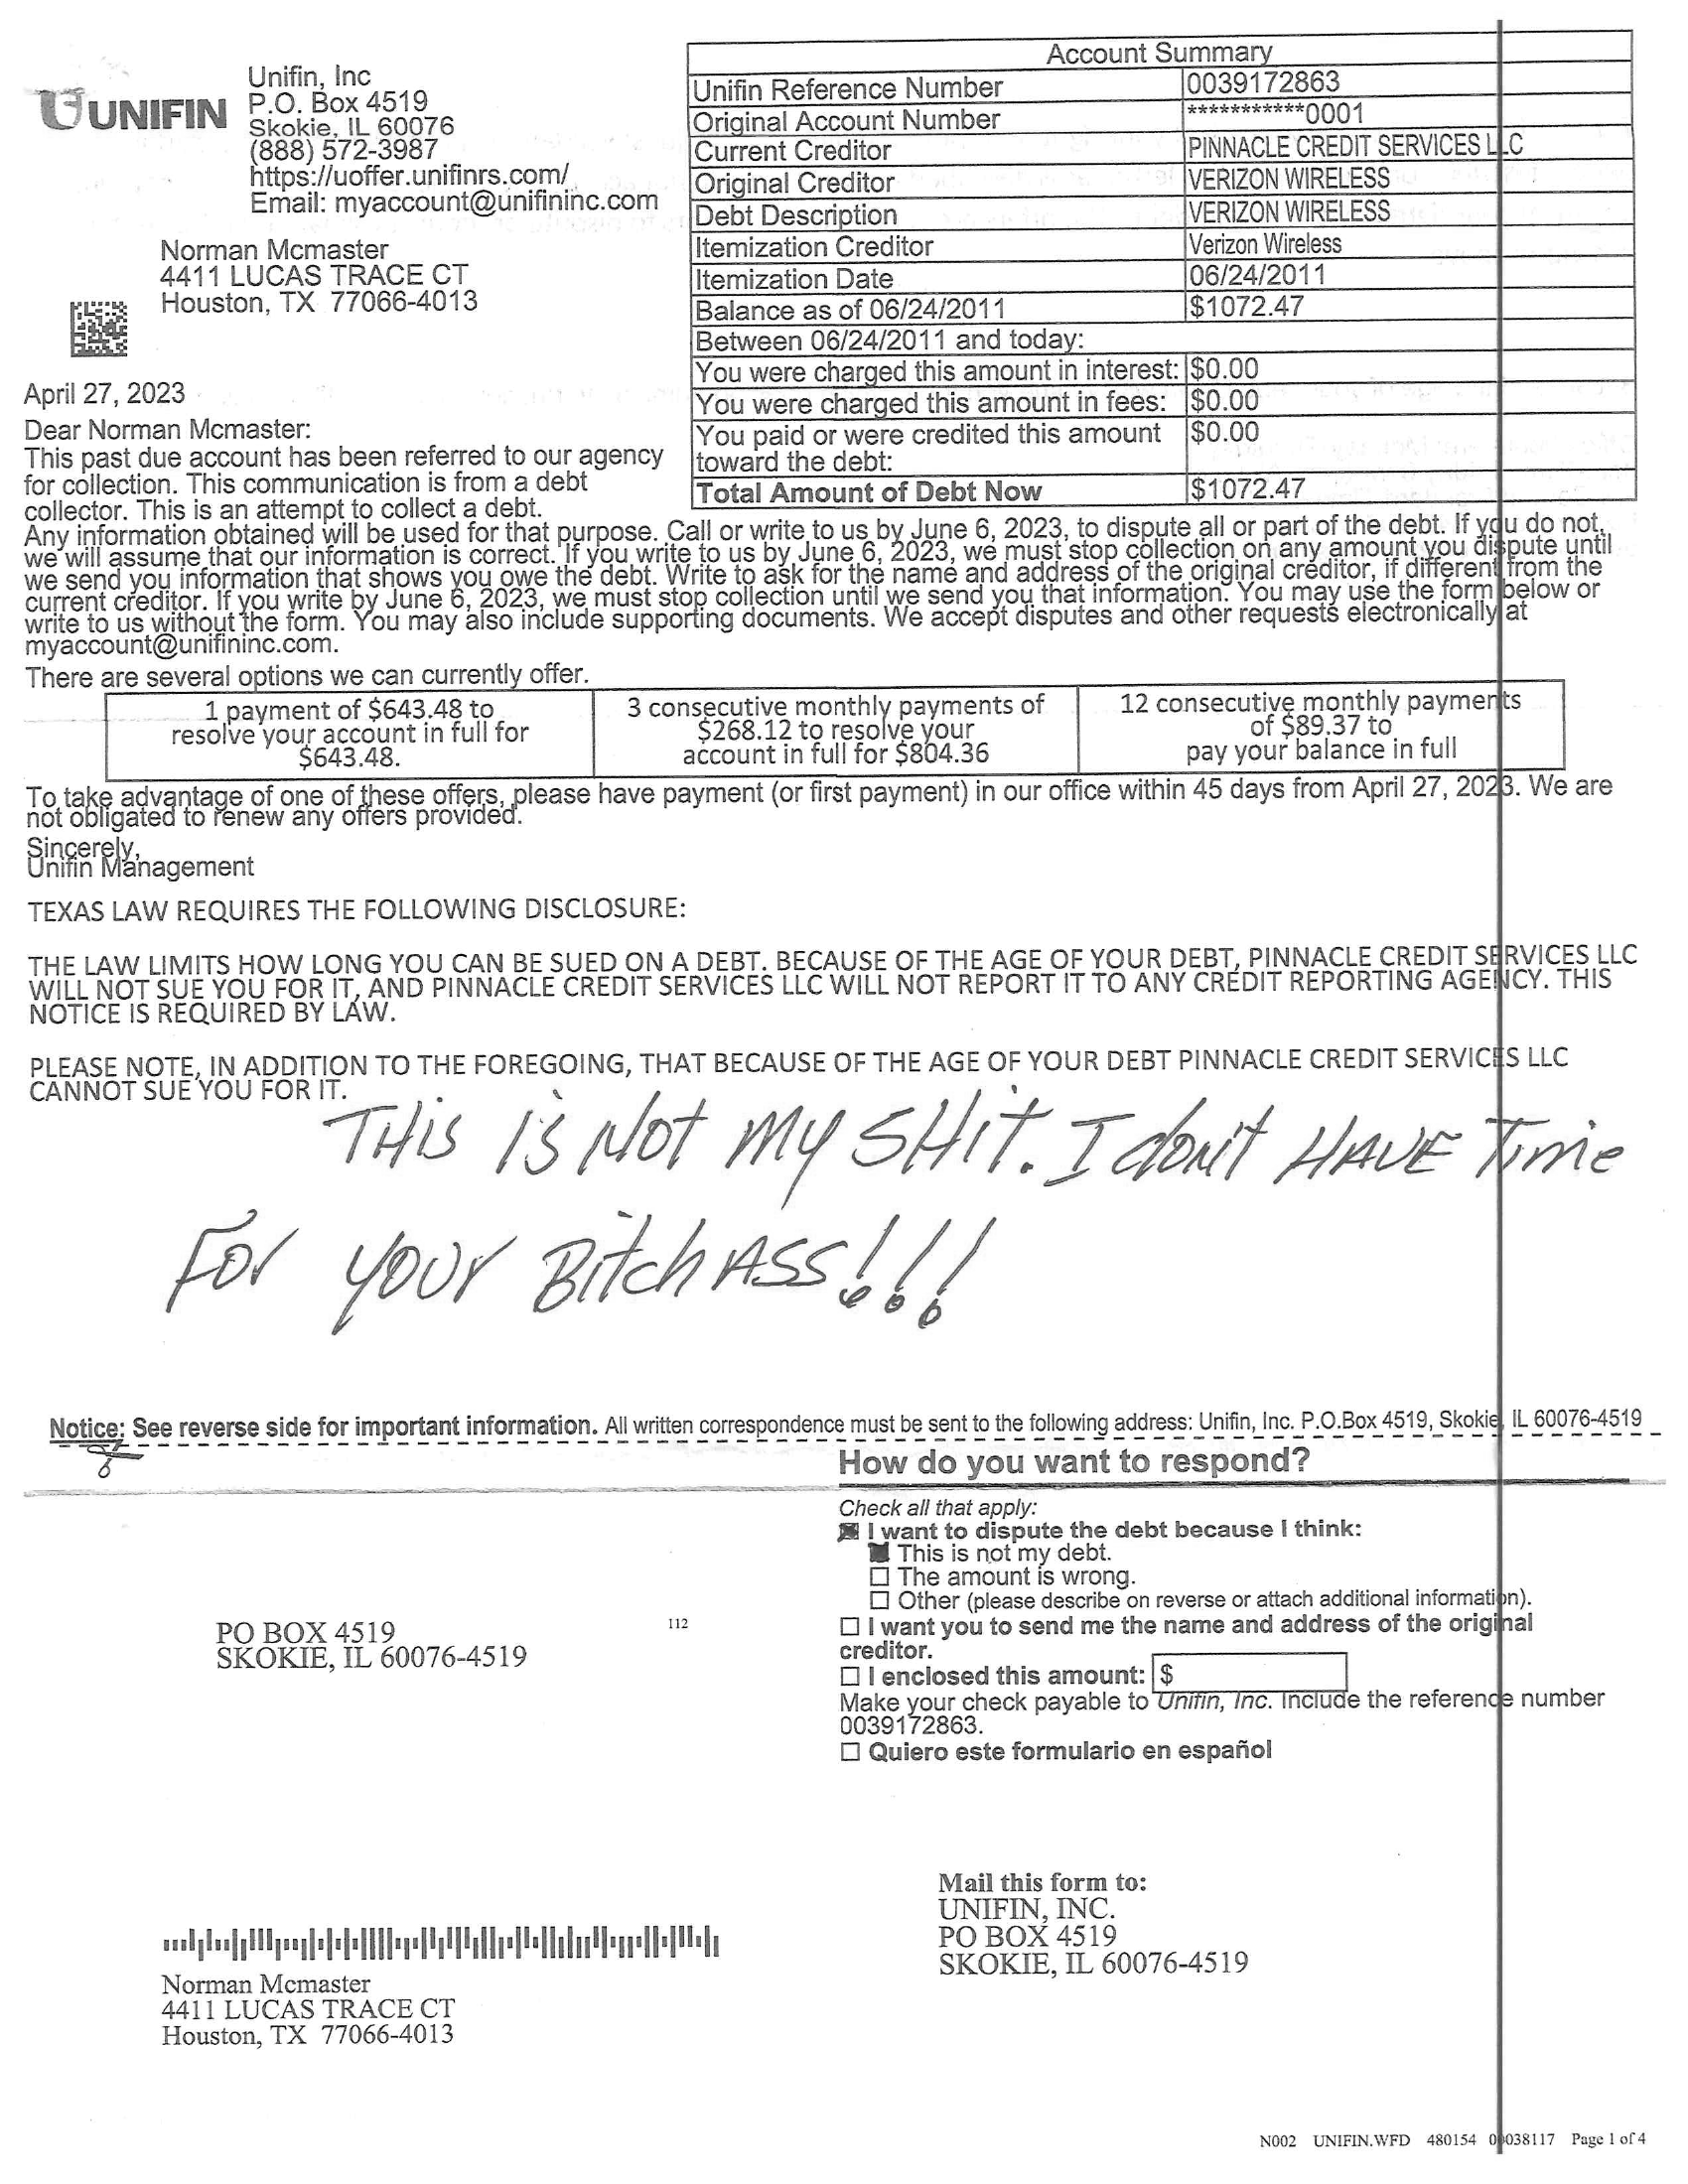 UNIFIN
Unifin, Inc
P.O. Box 4519
Skokie, IL 60076
(888) 572-3987
https://uoffer.unifinrs.com/
Email: myaccount@unifininc.com
Norman Mcmaster
4411 LUCAS TRACE CT
Houston, TX 77066-4013
Account Summary
Unifin Reference Number 0039172863
Original Account Number ***********0001
Current Creditor PINNACLE CREDIT SERVICES LLC
Original Creditor VERIZON WIRELESS
Debt Description VERIZON WIRELESS
Itemization Creditor Verizon Wireless
Itemization Date 06/24/2011
Balance as of 06/24/2011 $1072.47
Between 06/24/2011 and today:
You were charged this amount in interest: $0.00
You were charged this amount in fees: $0.00
You paid or were credited this amount $0.00
toward the debt:
Total Amount of Debt Now $1072.47
April 27, 2023
Dear Norman Mcmaster:
This past due account has been referred to our agency
for collection. This communication is from a debt
collector. This is an attempt to collect a debt.
Any information obtained will be used for that purpose. Call or write to us by June 6, 2023, to dispute all or part of the debt. If you do not,
we will assume that our information is correct. If you write to us by June 6, 2023, we must stop collection on any amount you dispute until
we send you information that shows you owe the debt. Write to ask for the name and address of the original creditor, if different from the
current creditor. If you write by June 6, 2023, we must stop collection until we send you that information. You may use the form below or
write to us without the form. You may also include supporting documents. We accept disputes and other requests electronically at
myaccount@unifininc.com.
There are several options we can currently offer.
1 payment of $643.48 to
resolve your account in full for
$643.48.
3 consecutive monthly payments of
$268.12 to resolve your
account in full for $804.36
12 consecutive monthly payments
of $89.37 to
pay your balance in full
To take advantage of one of these offers, please have payment (or first payment) in our office within 45 days from April 27, 2023. We are
not obligated to renew any offers provided.
Sincerely,
Unifin Management
TEXAS LAW REQUIRES THE FOLLOWING DISCLOSURE:
THE LAW LIMITS HOW LONG YOU CAN BE SUED ON A DEBT. BECAUSE OF THE AGE OF YOUR DEBT, PINNACLE CREDIT SERVICES LLC
WILL NOT SUE YOU FOR IT, AND PINNACLE CREDIT SERVICES LLC WILL NOT REPORT IT TO ANY CREDIT REPORTING AGENCY. THIS
NOTICE IS REQUIRED BY LAW.
PLEASE NOTE, IN ADDITION TO THE FOREGOING, THAT BECAUSE OF THE AGE OF YOUR DEBT PINNACLE CREDIT SERVICES LLC
CANNOT SUE YOU FOR IT.
THis is Not my SHit. I don't HAVE Time
For your BitchASS!!!
Notice: See reverse side for important information. All written correspondence must be sent to the following address: Unifin, Inc. P.O.Box 4519, Skokie, IL 60076-4519
How do you want to respond?
Check all that apply:
I want to dispute the debt because I think:
This is not my debt.
☐ The amount is wrong.
☐ Other (please describe on reverse or attach additional information).
☐ I want you to send me the name and address of the original
creditor.
☐ I enclosed this amount: $
Make your check payable to Unifin, Inc. Include the reference number
0039172863.
☐ Quiero este formulario en español
PO BOX 4519
SKOKIE, IL 60076-4519
112
Mail this form to:
UNIFIN, INC.
PO BOX 4519
SKOKIE, IL 60076-4519
Norman Mcmaster
4411 LUCAS TRACE CT
Houston, TX 77066-4013
N002 UNIFIN.WFD 480154 00038117 Page 1 of 4